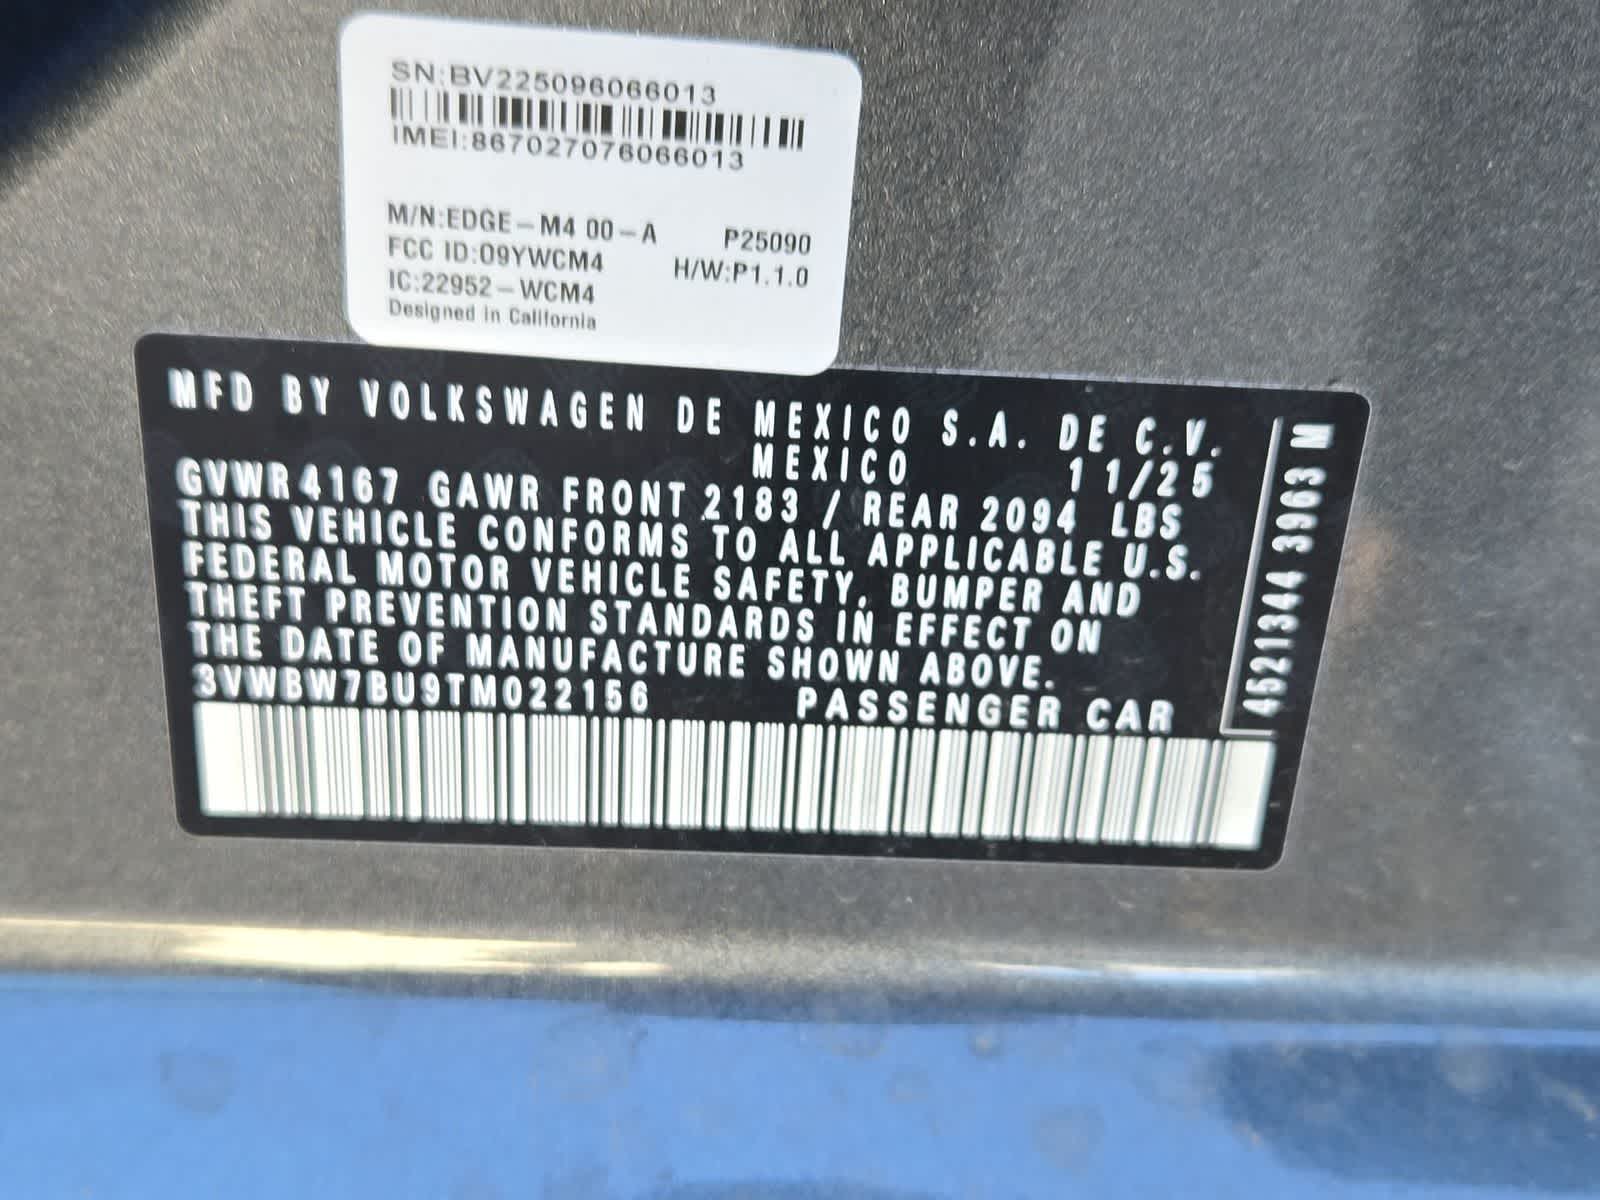 SN:BV225096066013
IMEI:867027076066013
M/N:EDGE-M4 00-A P25090
FCC ID:O9YWCM4 H/W:P1.1.0
IC:22952-WCM4
Designed in California
MFD BY VOLKSWAGEN DE MEXICO S.A. DE C.V.
MEXICO 11/25
GVWR 4167 GAWR FRONT 2183 / REAR 2094 LBS
THIS VEHICLE CONFORMS TO ALL APPLICABLE U.S.
FEDERAL MOTOR VEHICLE SAFETY, BUMPER AND
THEFT PREVENTION STANDARDS IN EFFECT ON
THE DATE OF MANUFACTURE SHOWN ABOVE.
3VWBW7BU9TM022156 PASSENGER CAR
4521344 3963 M